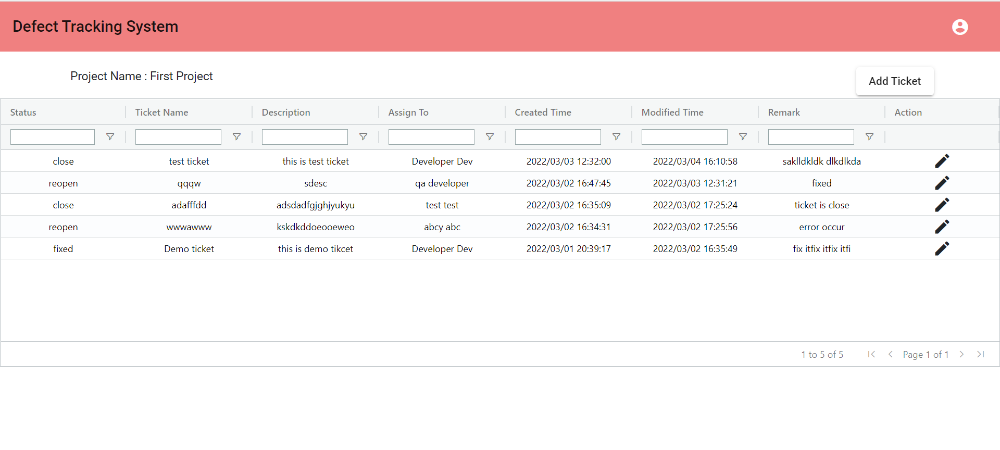 Defect Tracking System
Project Name : First Project
Add Ticket
Status Ticket Name Description Assign To Created Time Modified Time Remark Action
close test ticket this is test ticket Developer Dev 2022/03/03 12:32:00 2022/03/04 16:10:58 saklldkldk dlkdlkda
reopen qqqw sdesc qa developer 2022/03/02 16:47:45 2022/03/03 12:31:21 fixed
close adafffdd adsdadfgjghjyukyu test test 2022/03/02 16:35:09 2022/03/02 17:25:24 ticket is close
reopen wwwawww kskdkddoeooeweo abcy abc 2022/03/02 16:34:31 2022/03/02 17:25:56 error occur
fixed Demo ticket this is demo tikcet Developer Dev 2022/03/01 20:39:17 2022/03/02 16:35:49 fix itfix itfix itfi
1 to 5 of 5 Page 1 of 1